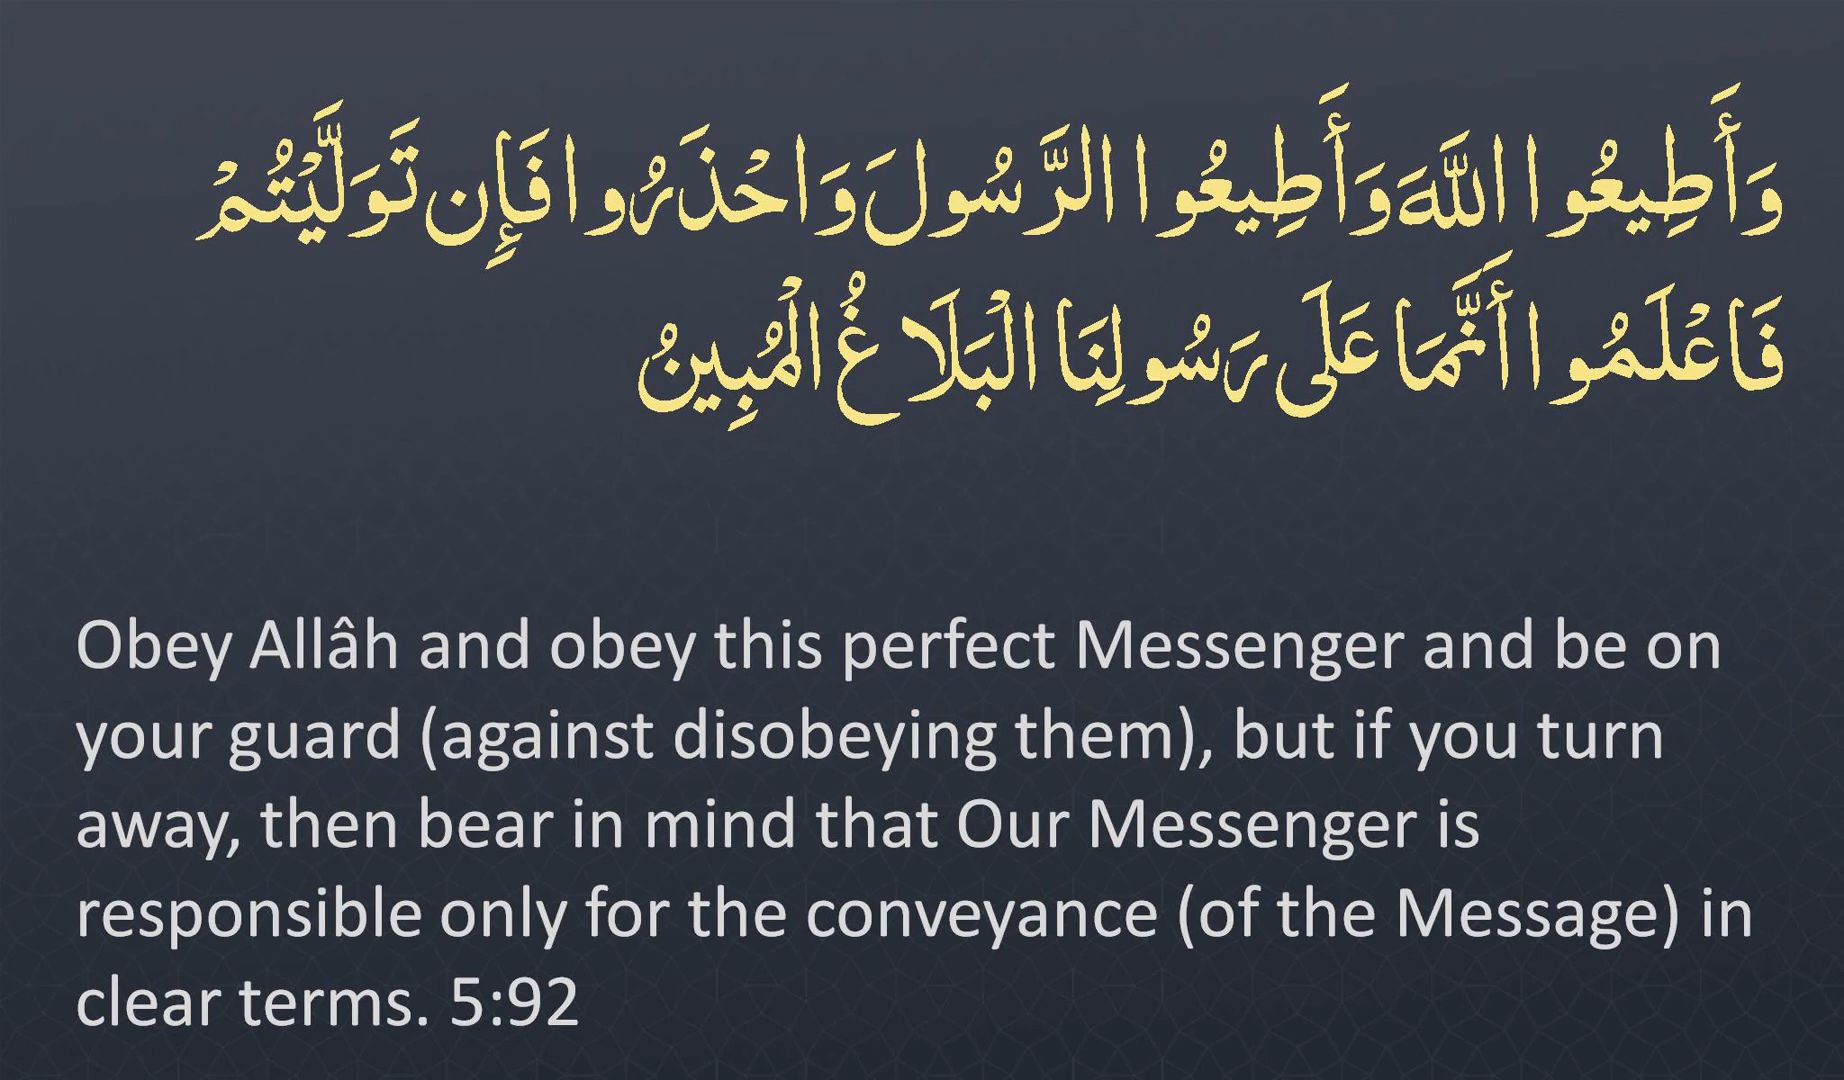 وَأَطِيعُوا اللَّهَ وَأَطِيعُوا الرَّسُولَ وَاحْذَرُوا فَإِن تَوَلَّيْتُمْ
فَاعْلَمُوا أَنَّمَا عَلَى رَسُولِنَا الْبَلَاغُ الْمُبِينُ
Obey Allâh and obey this perfect Messenger and be on
your guard (against disobeying them), but if you turn
away, then bear in mind that Our Messenger is
responsible only for the conveyance (of the Message) in
clear terms. 5:92